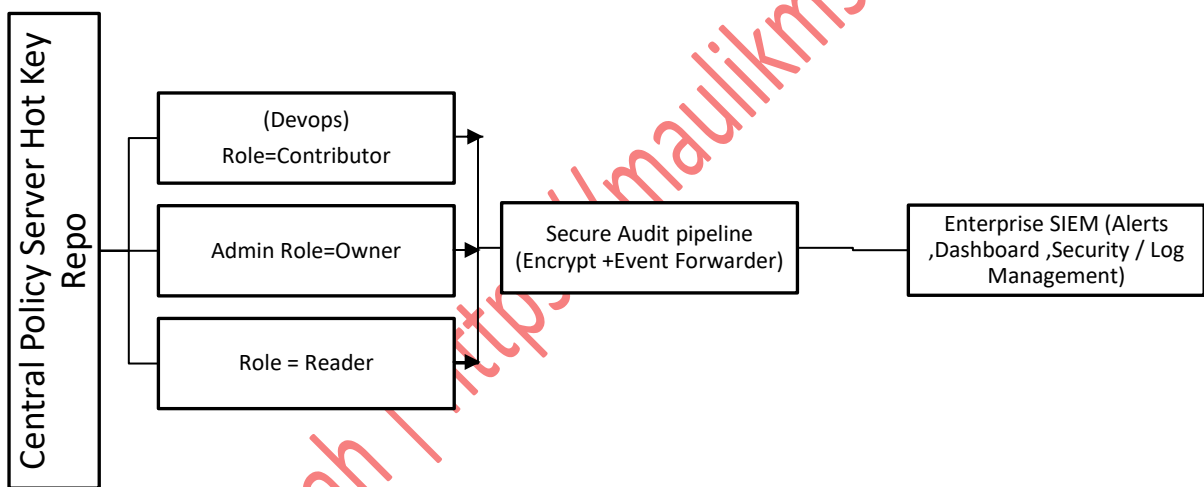 Central Policy Server Hot Key
Repo
(Devops)
Role=Contributor
Admin Role=Owner
Role = Reader
Secure Audit pipeline
(Encrypt +Event Forwarder)
Enterprise SIEM (Alerts
,Dashboard ,Security / Log
Management)